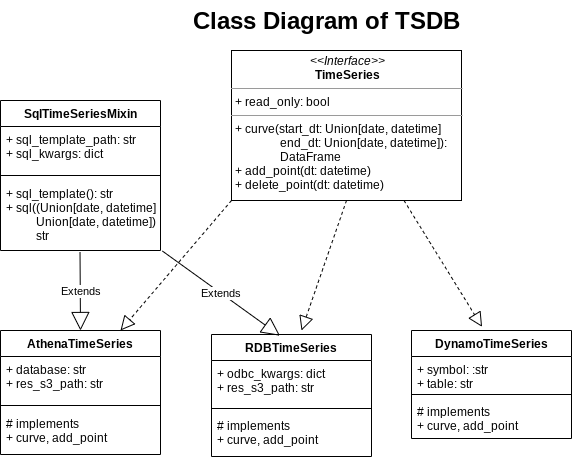 Class Diagram of TSDB
<<Interface>>
TimeSeries
+ read_only: bool
+ curve(start_dt: Union[date, datetime]
end_dt: Union[date, datetime]):
DataFrame
+ add_point(dt: datetime)
+ delete_point(dt: datetime)
SqlTimeSeriesMixin
+ sql_template_path: str
+ sql_kwargs: dict
+ sql_template(): str
+ sql((Union[date, datetime]
Union[date, datetime])
str
Extends
Extends
AthenaTimeSeries
+ database: str
+ res_s3_path: str
# implements
+ curve, add_point
RDBTimeSeries
+ odbc_kwargs: dict
+ res_s3_path: str
# implements
+ curve, add_point
DynamoTimeSeries
+ symbol: :str
+ table: str
# implements
+ curve, add_point